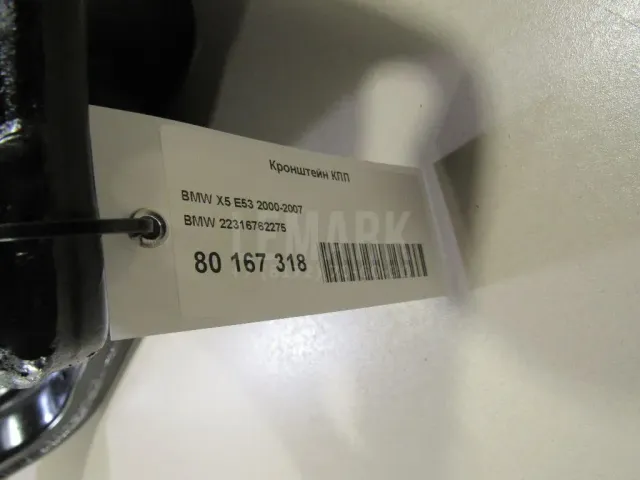 Кронштейн КПП
BMW X5 E53 2000-2007
BMW 22316762275
80 167 318